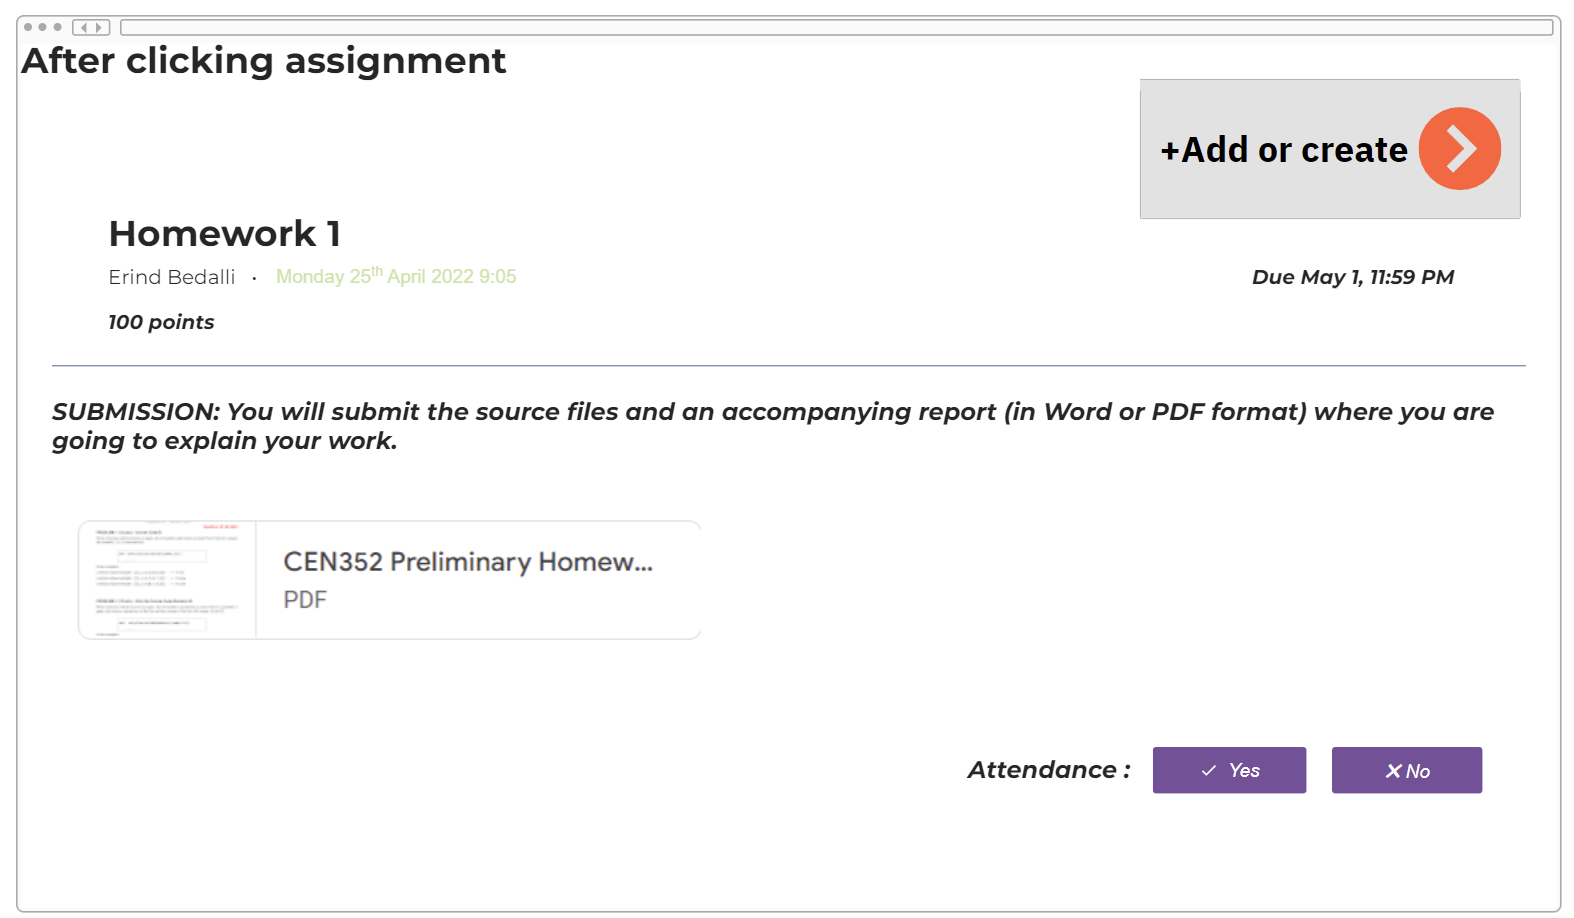 After clicking assignment
+Add or create
Homework 1
Erind Bedalli · Monday 25th April 2022 9:05
Due May 1, 11:59 PM
100 points
SUBMISSION: You will submit the source files and an accompanying report (in Word or PDF format) where you are
going to explain your work.
CEN352 Preliminary Homew...
PDF
Attendance :
✓ Yes
✕ No